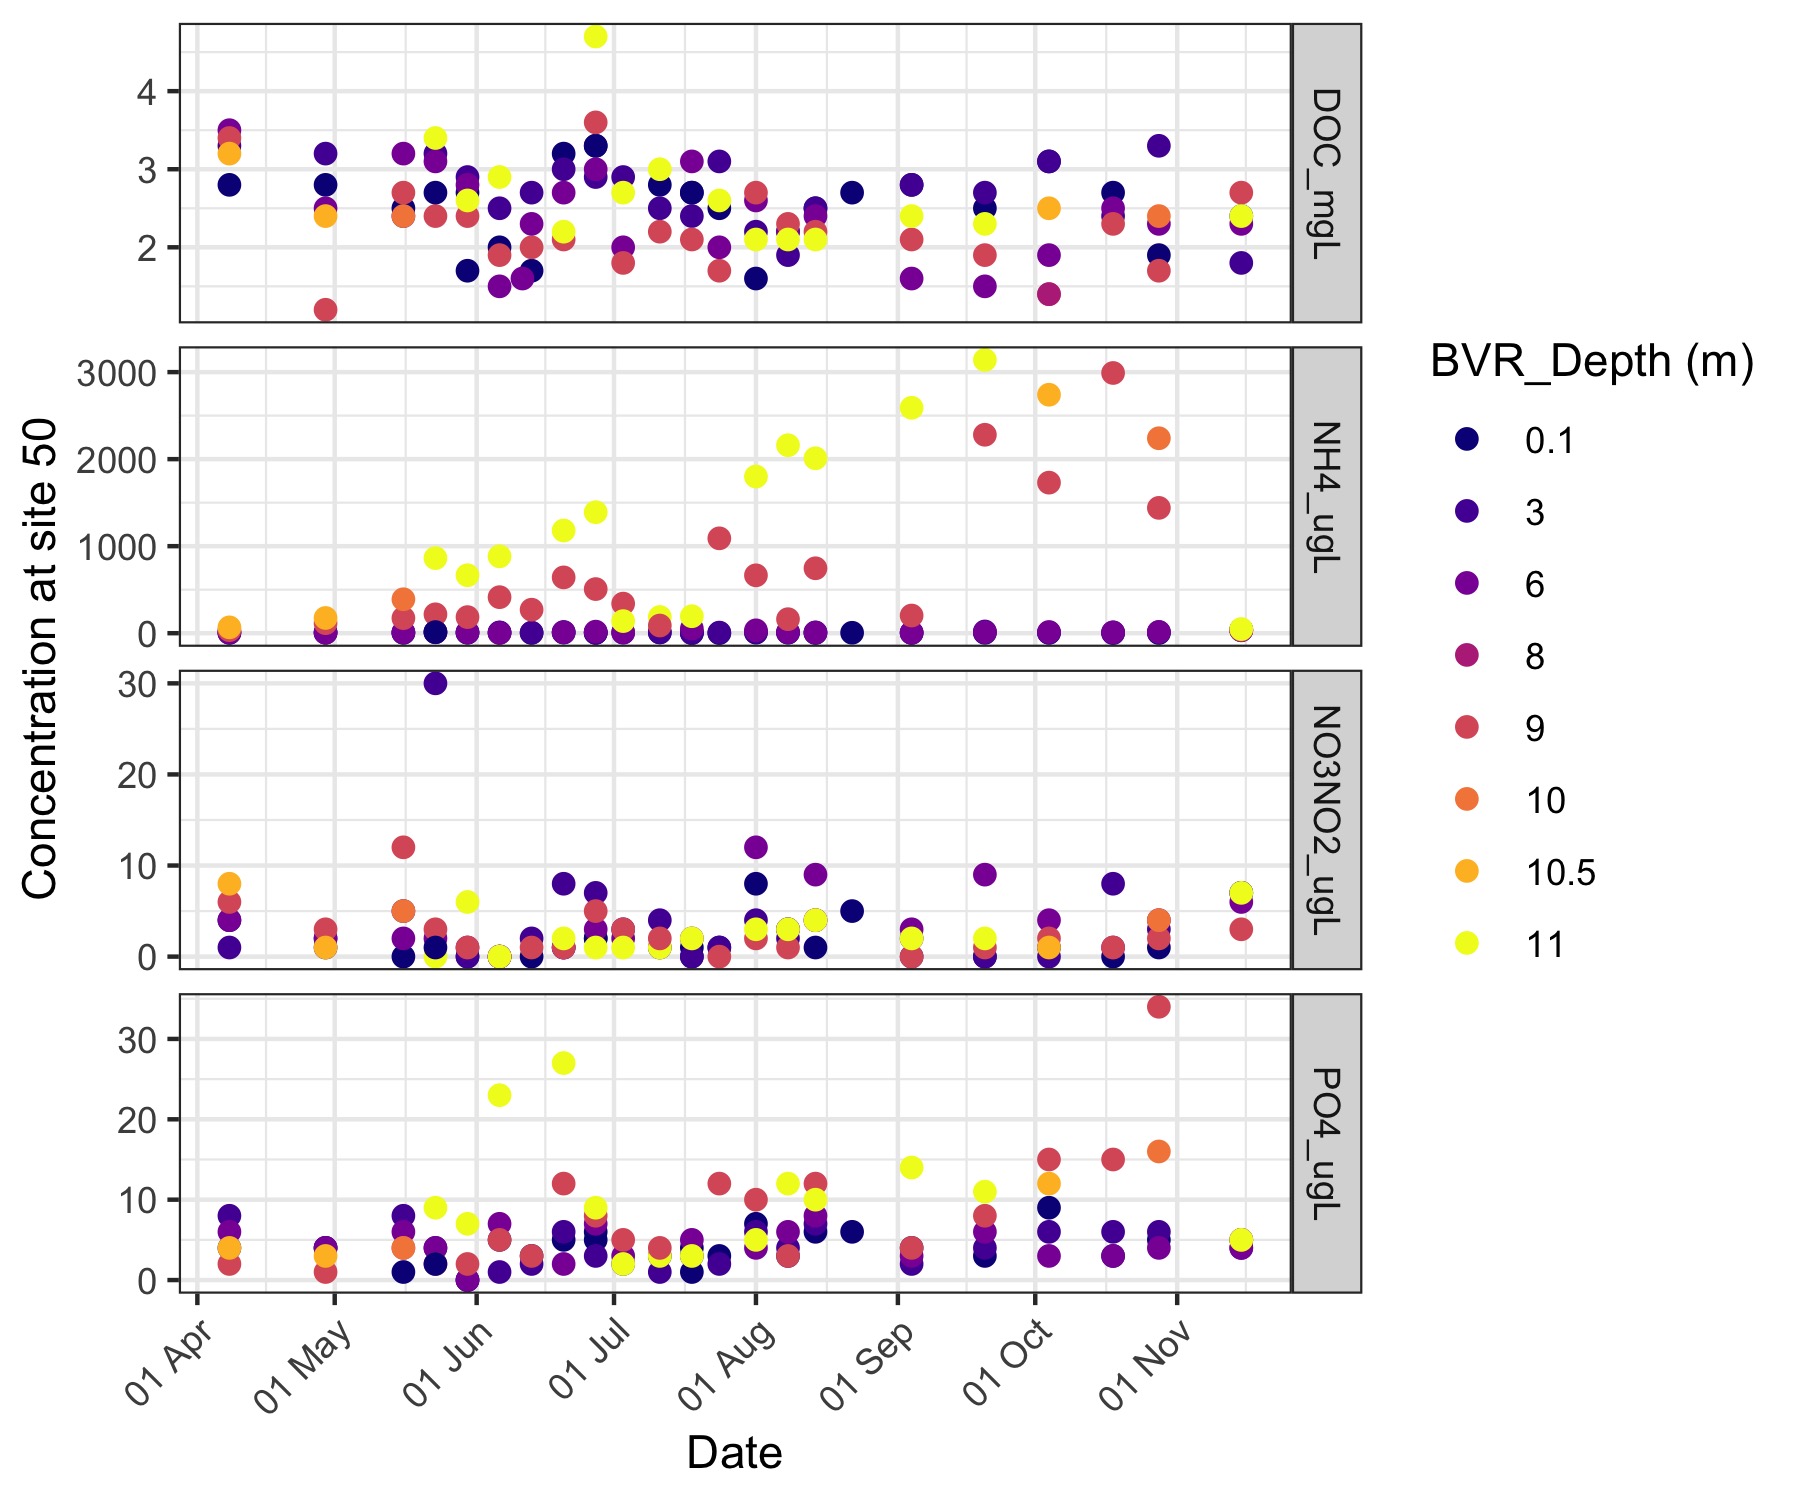 4
3
2
DOC_mgL
3000
2000
1000
0
NH4_ugL
30
20
10
0
NO3NO2_ugL
30
20
10
0
PO4_ugL
Concentration at site 50
01 Apr
01 May
01 Jun
01 Jul
01 Aug
01 Sep
01 Oct
01 Nov
Date
BVR_Depth (m)
0.1
3
6
8
9
10
10.5
11